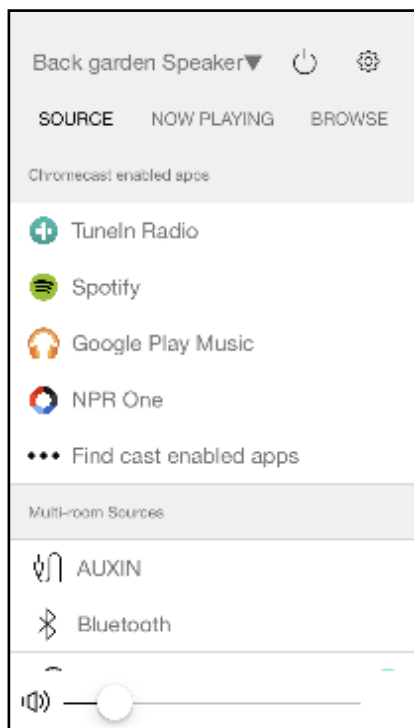 Back garden Speaker▼
SOURCE NOW PLAYING BROWSE
Chromecast enabled apps
TuneIn Radio
Spotify
Google Play Music
NPR One
Find cast enabled apps
Multi-room Sources
AUXIN
Bluetooth